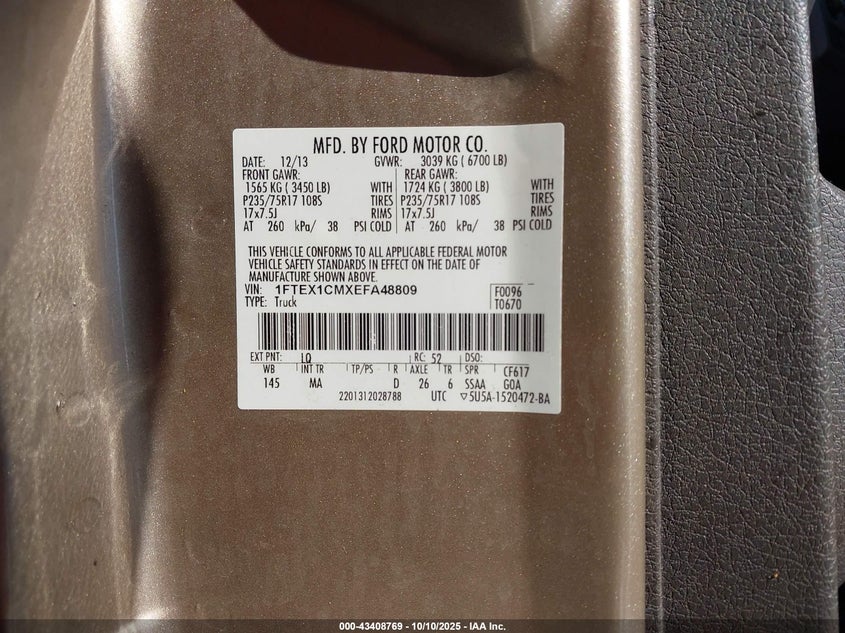 MFD. BY FORD MOTOR CO.
DATE: 12/13 GVWR: 3039 KG ( 6700 LB)
FRONT GAWR: REAR GAWR:
1565 KG ( 3450 LB) WITH 1724 KG ( 3800 LB) WITH
P235/75R17 108S TIRES P235/75R17 108S TIRES
17x7.5J RIMS 17x7.5J RIMS
AT 260 kPa/ 38 PSI COLD AT 260 kPa/ 38 PSI COLD
THIS VEHICLE CONFORMS TO ALL APPLICABLE FEDERAL MOTOR
VEHICLE SAFETY STANDARDS IN EFFECT ON THE DATE OF
MANUFACTURE SHOWN ABOVE.
VIN: 1FTEX1CMXEFA48809 F0096
TYPE: Truck T0670
EXT PNT: LQ RC: 52 DSO:
WB INT TR TP/PS R AXLE TR SPR CF617
145 MA D 26 6 SSAA GOA
2201312028788 UTC ▽5U5A-1520472-BA
000-43408769 - 10/10/2025 - IAA Inc.